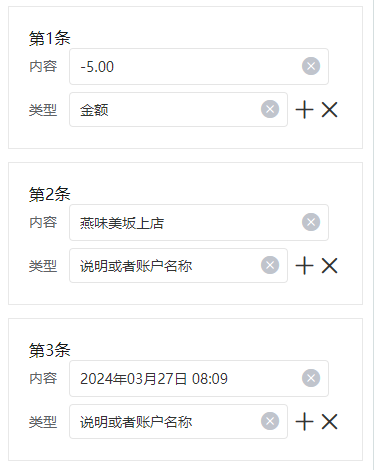 第1条
内容 -5.00
类型 金额
第2条
内容 燕味美坂上店
类型 说明或者账户名称
第3条
内容 2024年03月27日 08:09
类型 说明或者账户名称